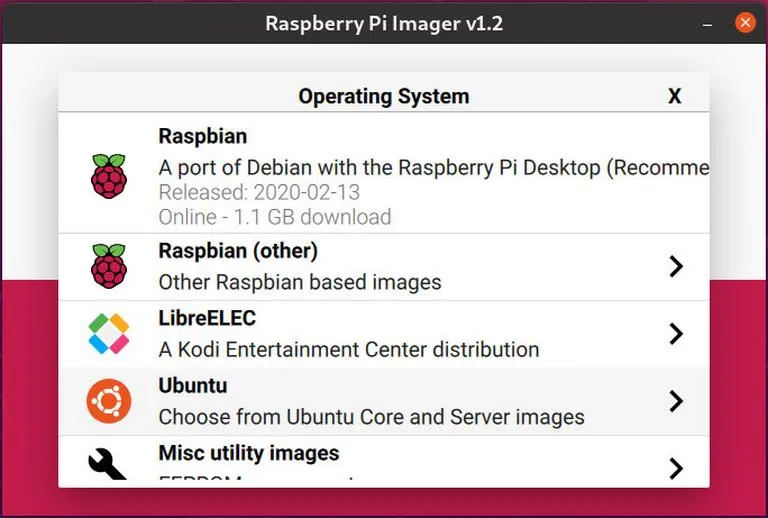 Raspberry Pi Imager v1.2
Operating System X
Raspbian
A port of Debian with the Raspberry Pi Desktop (Recomme
Released: 2020-02-13
Online - 1.1 GB download
Raspbian (other)
Other Raspbian based images
LibreELEC
A Kodi Entertainment Center distribution
Ubuntu
Choose from Ubuntu Core and Server images
Misc utility images